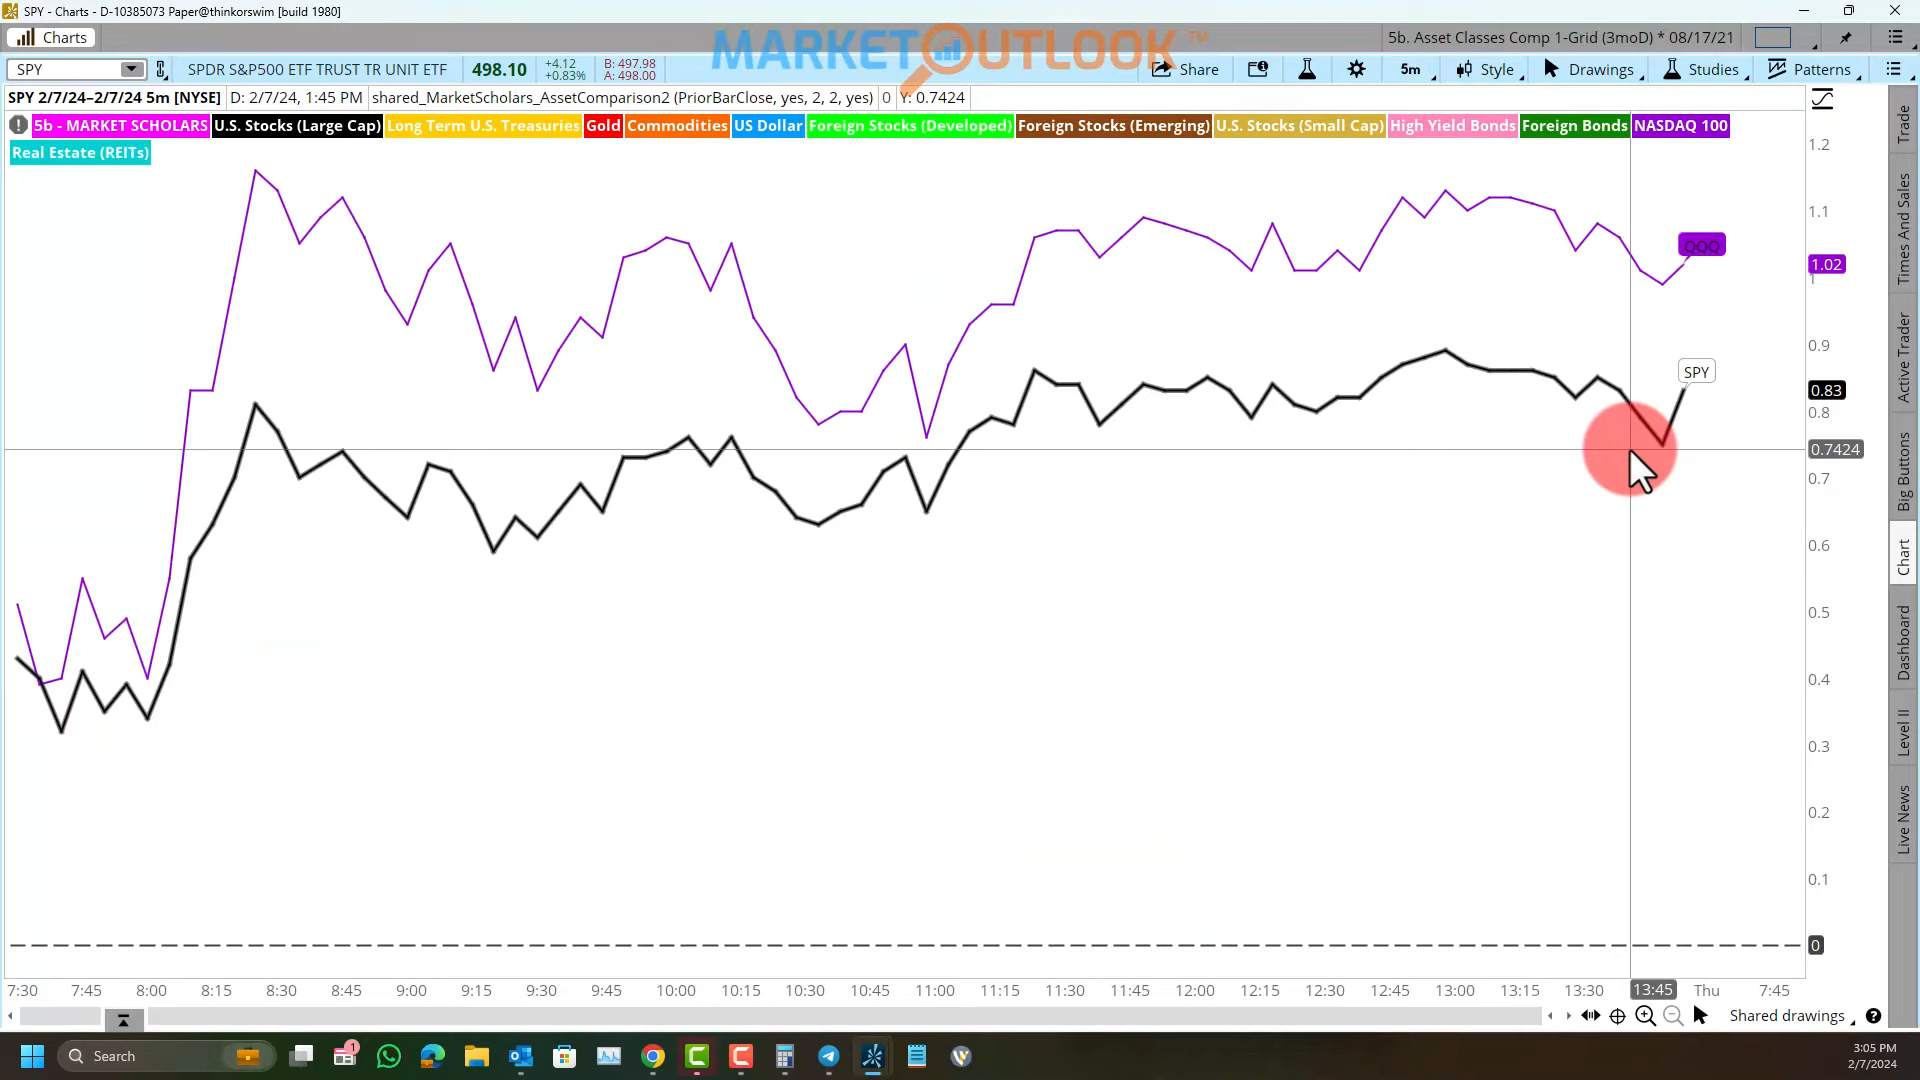 SPY - Charts - D-10385073 Paper@thinkorswim [build 1980]
Charts
MARKET OUTLOOK TM
5b. Asset Classes Comp 1-Grid (3moD) * 08/17/21
SPY
SPDR S&P500 ETF TRUST TR UNIT ETF
498.10
+4.12
+0.83%
B: 497.98
A: 498.00
Share
5m
Style
Drawings
Studies
Patterns
SPY 2/7/24–2/7/24 5m [NYSE]
D: 2/7/24, 1:45 PM
shared_MarketScholars_AssetComparison2 (PriorBarClose, yes, 2, 2, yes)
0
Y: 0.7424
5b - MARKET SCHOLARS
U.S. Stocks (Large Cap)
Long Term U.S. Treasuries
Gold
Commodities
US Dollar
Foreign Stocks (Developed)
Foreign Stocks (Emerging)
U.S. Stocks (Small Cap)
High Yield Bonds
Foreign Bonds
NASDAQ 100
Real Estate (REITs)
QQQ
SPY
1.2
1.1
1.02
1
0.9
0.83
0.8
0.7424
0.7
0.6
0.5
0.4
0.3
0.2
0.1
0
Trade
Times And Sales
Active Trader
Big Buttons
Chart
Dashboard
Level II
Live News
7:30 7:45 8:00 8:15 8:30 8:45 9:00 9:15 9:30 9:45 10:00 10:15 10:30 10:45 11:00 11:15 11:30 11:45 12:00 12:15 12:30 12:45 13:00 13:15 13:30 13:45 Thu 7:45
Shared drawings
Search
1
3:05 PM
2/7/2024